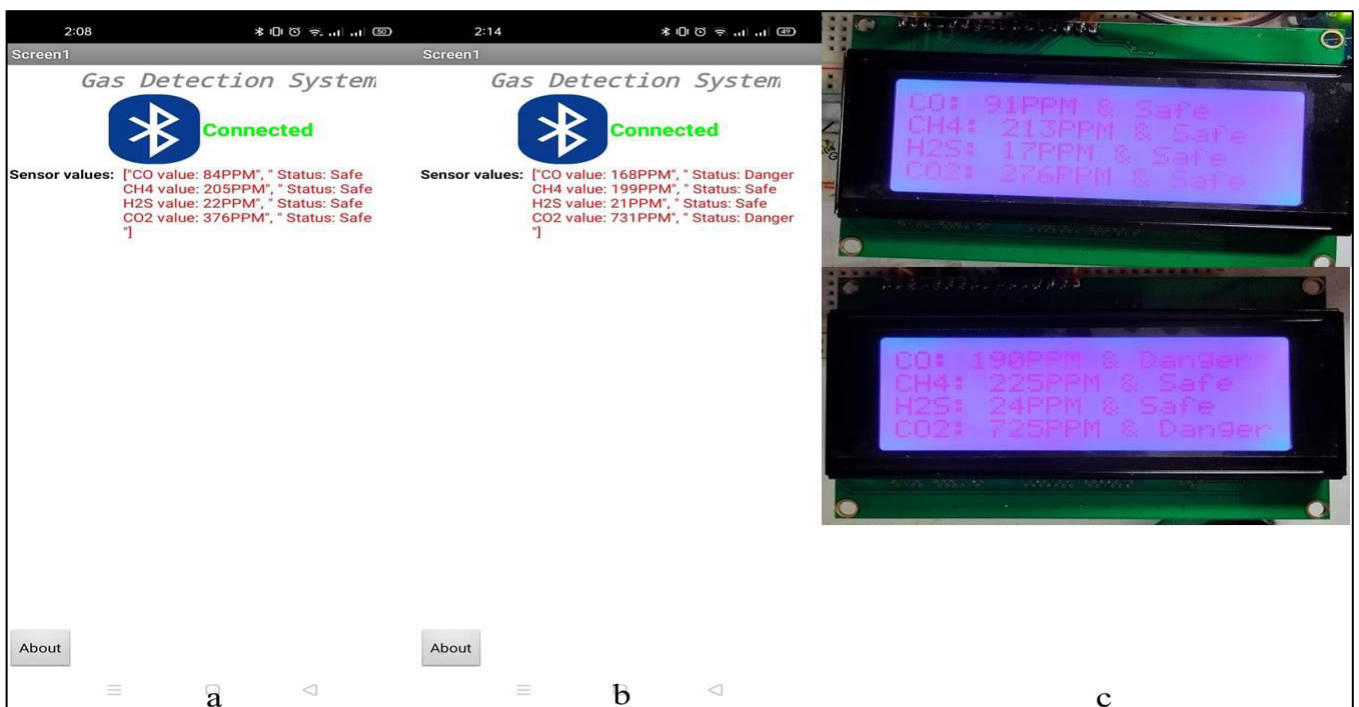 2:08
50
Screen1
Gas Detection System
Connected
Sensor values: ["CO value: 84PPM", " Status: Safe
CH4 value: 205PPM", " Status: Safe
H2S value: 22PPM", " Status: Safe
CO2 value: 376PPM", " Status: Safe
"]
About
a
2:14
49
Screen1
Gas Detection System
Connected
Sensor values: ["CO value: 168PPM", " Status: Danger
CH4 value: 199PPM", " Status: Safe
H2S value: 21PPM", " Status: Safe
CO2 value: 731PPM", " Status: Danger
"]
About
b
CO: 91PPM & Safe
CH4: 213PPM & Safe
H2S: 17PPM & Safe
CO2: 276PPM & Safe
CO: 190PPM & Danger
CH4: 225PPM & Safe
H2S: 24PPM & Safe
CO2: 725PPM & Danger
c